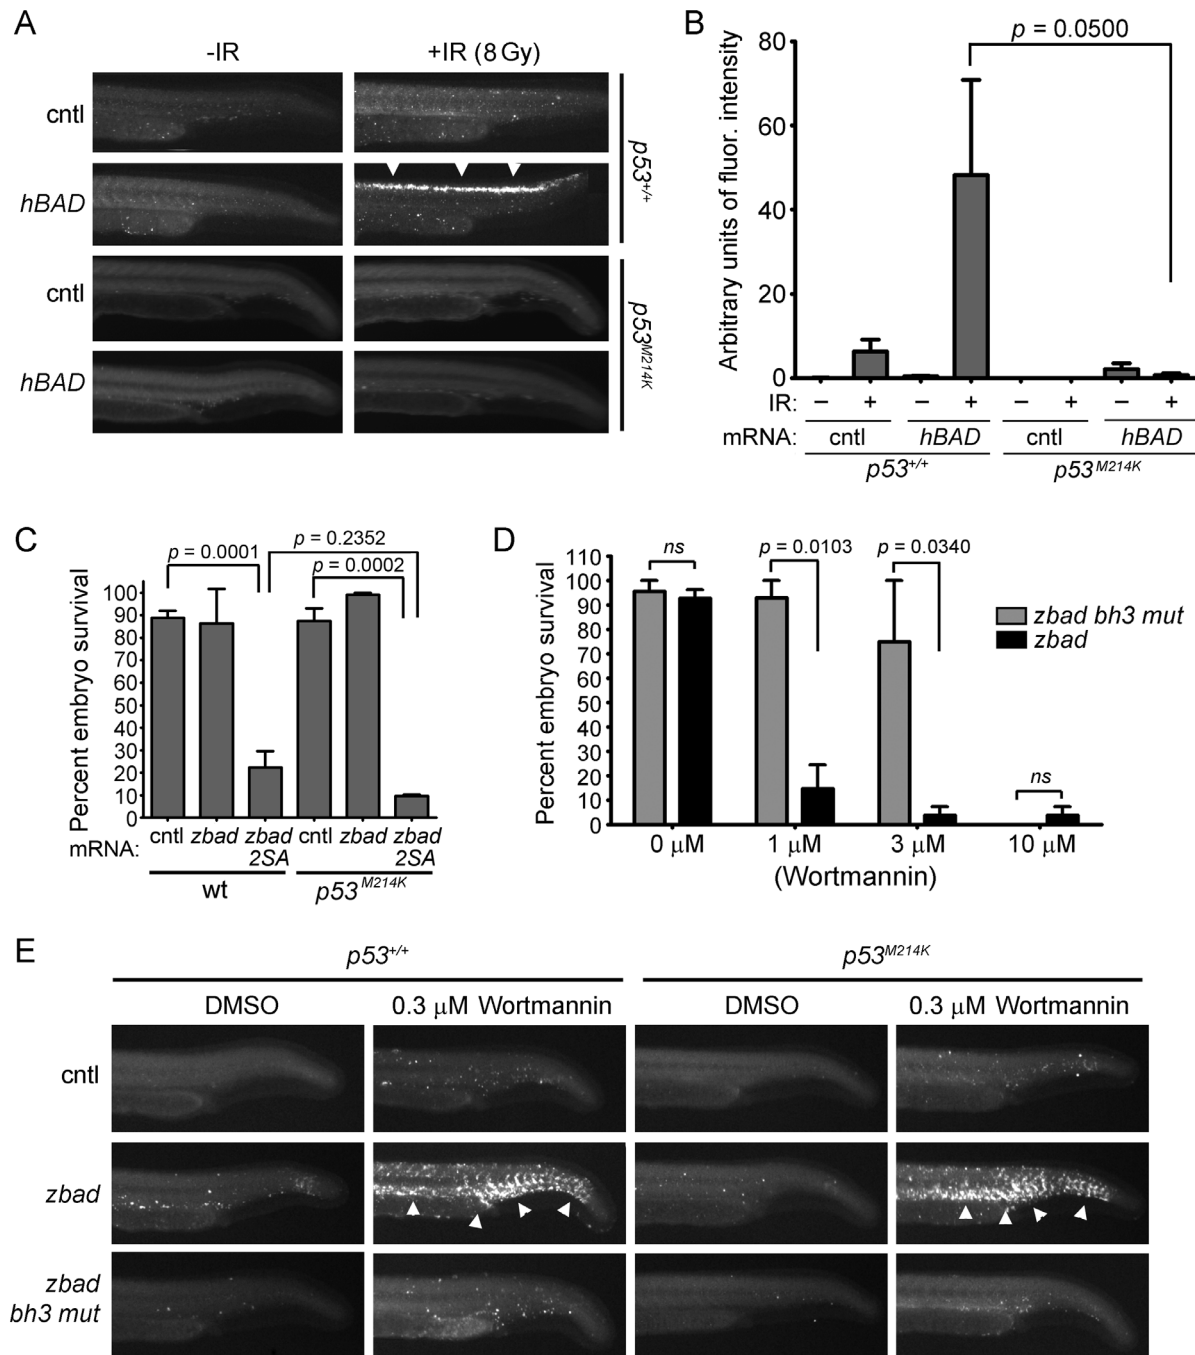 A
-IR
+IR (8 Gy)
cntl
hBAD
cntl
hBAD
p53+/+
p53M214K
B
p = 0.0500
Arbitrary units of fluor. intensity
80
60
40
20
0
IR: – + – + – + – +
mRNA: cntl hBAD cntl hBAD
p53+/+ p53M214K
C
p = 0.2352
p = 0.0001
p = 0.0002
Percent embryo survival
100
90
80
70
60
50
40
30
20
10
0
cntl zbad zbad cntl zbad zbad
mRNA: 2SA 2SA
wt p53M214K
D
ns
p = 0.0103
p = 0.0340
ns
zbad bh3 mut
zbad
Percent embryo survival
110
100
90
80
70
60
50
40
30
20
10
0
0 µM 1 µM 3 µM 10 µM
(Wortmannin)
E
p53+/+ p53M214K
DMSO 0.3 µM Wortmannin DMSO 0.3 µM Wortmannin
cntl
zbad
zbad
bh3 mut